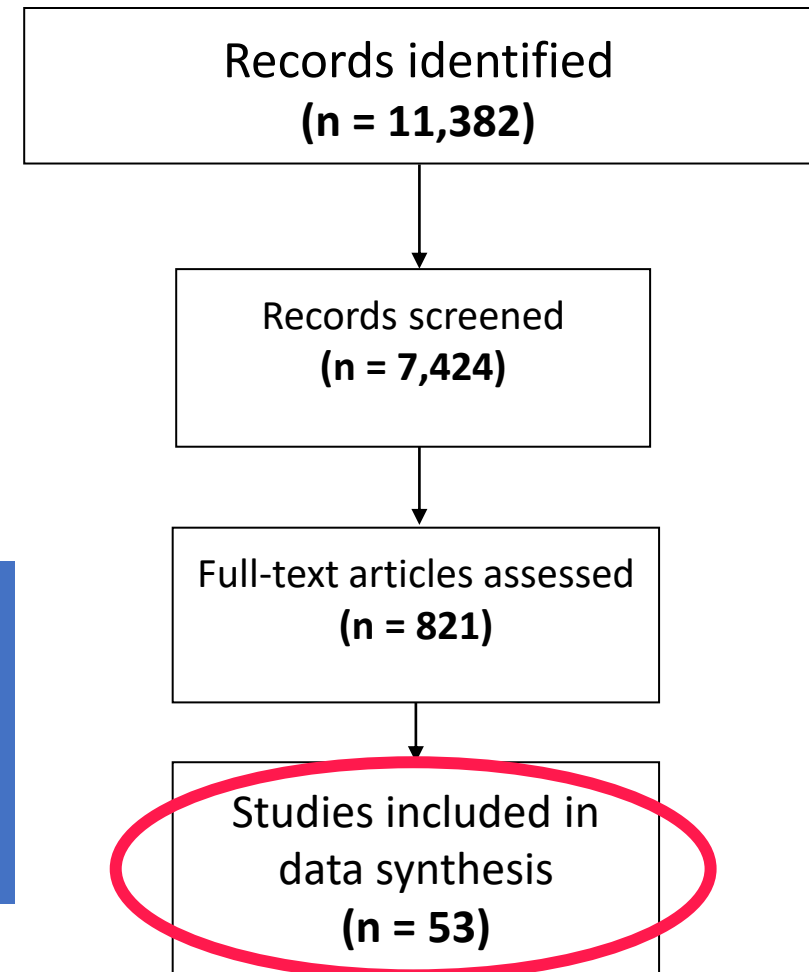 Records identified
(n = 11,382)
Records screened
(n = 7,424)
Full-text articles assessed
(n = 821)
Studies included in
data synthesis
(n = 53)